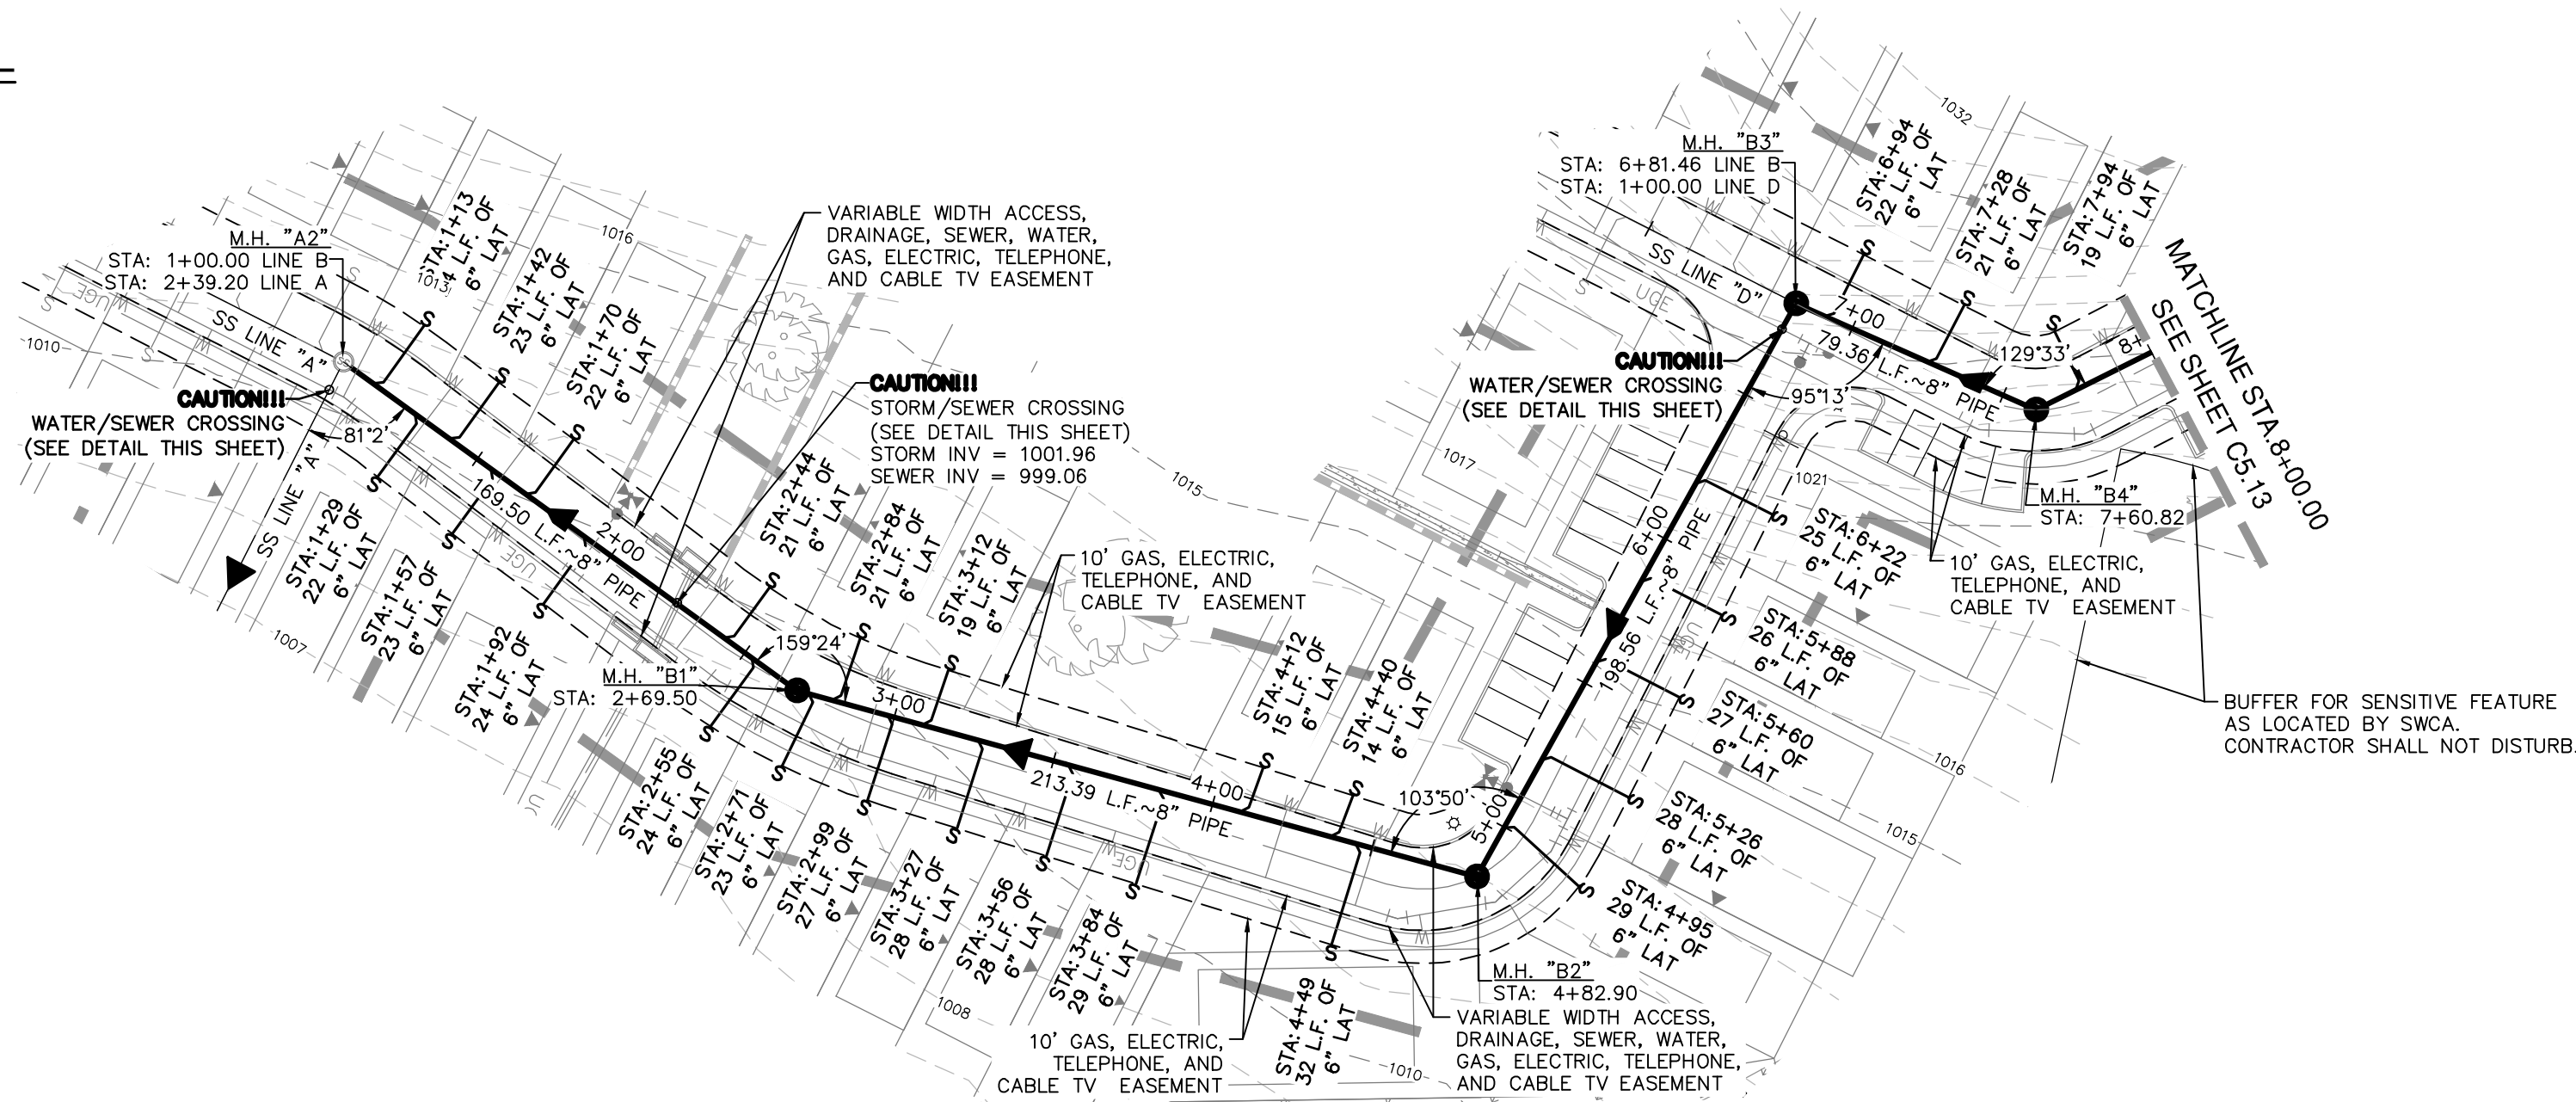 M.H. "A2"
STA: 1+00.00 LINE B
STA: 2+39.20 LINE A
SS LINE "A"
CAUTION!!!
WATER/SEWER CROSSING
(SEE DETAIL THIS SHEET)
81°2'
SS LINE "A"
1010
1007
1013
1016
STA:1+13
L.F. OF
6" LAT
STA:1+42
23 L.F. OF
6" LAT
STA:1+70
22 L.F. OF
6" LAT
STA:1+29
22 L.F. OF
6" LAT
STA:1+57
23 L.F. OF
6" LAT
STA:1+92
24 L.F. OF
6" LAT
169.50 L.F.~8" PIPE
2+00
VARIABLE WIDTH ACCESS,
DRAINAGE, SEWER, WATER,
GAS, ELECTRIC, TELEPHONE,
AND CABLE TV EASEMENT
CAUTION!!!
STORM/SEWER CROSSING
(SEE DETAIL THIS SHEET)
STORM INV = 1001.96
SEWER INV = 999.06
1015
STA:2+44
21 L.F. OF
6" LAT
STA:2+84
21 L.F. OF
6" LAT
STA:3+12
19 L.F. OF
6" LAT
159°24'
M.H. "B1"
STA: 2+69.50
3+00
10' GAS, ELECTRIC,
TELEPHONE, AND
CABLE TV EASEMENT
STA:2+55
24 L.F. OF
6" LAT
STA:2+71
23 L.F. OF
6" LAT
STA:2+99
27 L.F. OF
6" LAT
STA:3+27
28 L.F. OF
6" LAT
STA:3+56
28 L.F. OF
6" LAT
STA:3+84
29 L.F. OF
6" LAT
213.39 L.F.~8" PIPE
4+00
STA:4+12
15 L.F. OF
6" LAT
STA:4+40
14 L.F. OF
6" LAT
STA:4+49
32 L.F. OF
6" LAT
1008
1010
10' GAS, ELECTRIC,
TELEPHONE, AND
CABLE TV EASEMENT
103°50'
5+00
M.H. "B2"
STA: 4+82.90
VARIABLE WIDTH ACCESS,
DRAINAGE, SEWER, WATER,
GAS, ELECTRIC, TELEPHONE,
AND CABLE TV EASEMENT
STA:4+95
29 L.F. OF
6" LAT
STA:5+26
28 L.F. OF
6" LAT
STA:5+60
27 L.F. OF
6" LAT
STA:5+88
26 L.F. OF
6" LAT
STA:6+22
25 L.F. OF
6" LAT
198.56 L.F.~8" PIPE
6+00
1017
1021
1016
1015
M.H. "B3"
STA: 6+81.46 LINE B
STA: 1+00.00 LINE D
SS LINE "D"
UGE
CAUTION!!!
WATER/SEWER CROSSING
(SEE DETAIL THIS SHEET)
95°13'
7+00
79.36 L.F.~8" PIPE
129°33'
8+
1032
STA:6+94
22 L.F. OF
6" LAT
STA:7+28
21 L.F. OF
6" LAT
STA:7+94
19 L.F. OF
6" LAT
MATCHLINE STA.8+00.00
SEE SHEET C5.13
M.H. "B4"
STA: 7+60.82
10' GAS, ELECTRIC,
TELEPHONE, AND
CABLE TV EASEMENT
BUFFER FOR SENSITIVE FEATURE
AS LOCATED BY SWCA.
CONTRACTOR SHALL NOT DISTURB.